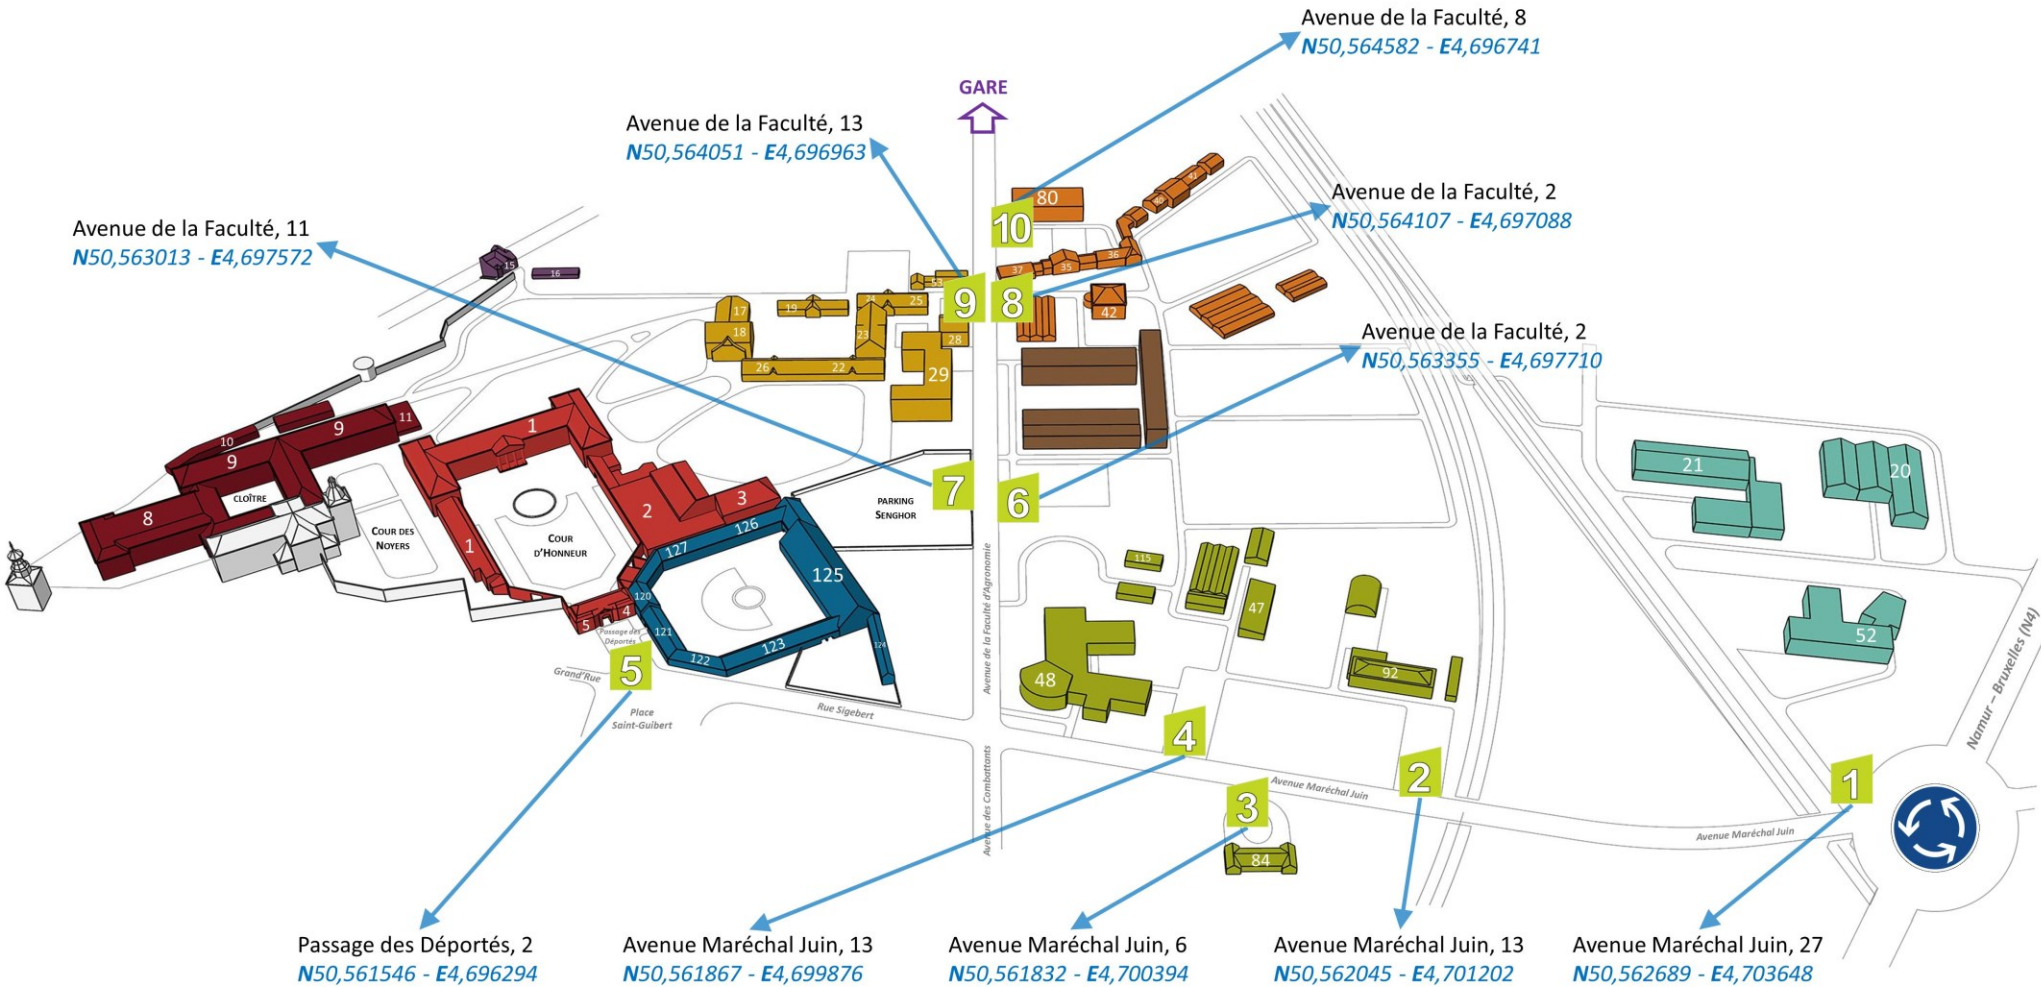 Avenue de la Faculté, 8
N50,564582 - E4,696741
GARE
Avenue de la Faculté, 13
N50,564051 - E4,696963
Avenue de la Faculté, 2
N50,564107 - E4,697088
Avenue de la Faculté, 11
N50,563013 - E4,697572
Avenue de la Faculté, 2
N50,563355 - E4,697710
80
10
41
40
37
35
36
15
16
53
9
8
42
17
18
19
24
25
23
28
26
22
29
10
9
11
9
8
CLOÎTRE
COUR DES
NOYERS
1
1
COUR
D'HONNEUR
2
3
126
127
125
120
121
122
123
124
4
5
Passage des
Déportés
PARKING
SENGHOR
7
6
21
20
52
115
47
48
92
5
Grand'Rue
Place
Saint-Guibert
Rue Sigebert
Avenue de la Faculté d'Agronomie
Avenue des Combattants
4
2
3
84
1
Avenue Maréchal Juin
Avenue Maréchal Juin
Namur – Bruxelles (N4)
Passage des Déportés, 2
N50,561546 - E4,696294
Avenue Maréchal Juin, 13
N50,561867 - E4,699876
Avenue Maréchal Juin, 6
N50,561832 - E4,700394
Avenue Maréchal Juin, 13
N50,562045 - E4,701202
Avenue Maréchal Juin, 27
N50,562689 - E4,703648